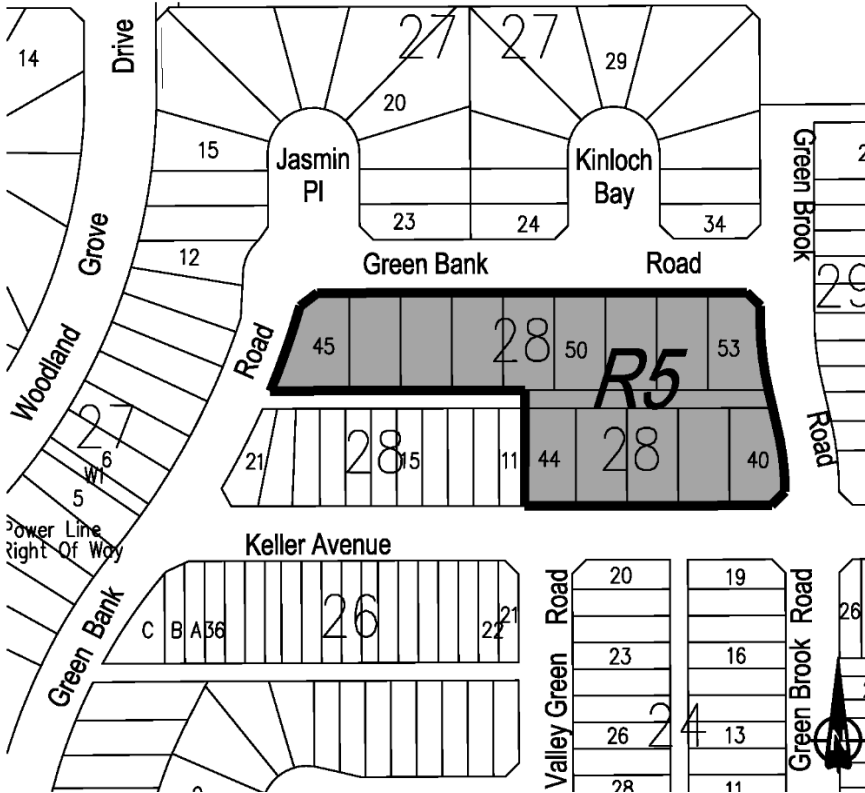 14
Drive
27
27
29
20
15
Jasmin
Pl
Kinloch
Bay
Green Brook
23
24
34
Grove
12
Green Bank
Road
29
Woodland
Road
45
28
50
R5
53
27
6
W1
5
21
28
15
11
44
28
40
Road
Power Line
Right Of Way
Keller Avenue
Green Bank
C
B
A
36
26
22
21
Road
20
19
Road
26
Valley Green
23
16
Green Brook
24
26
13
N
28
11